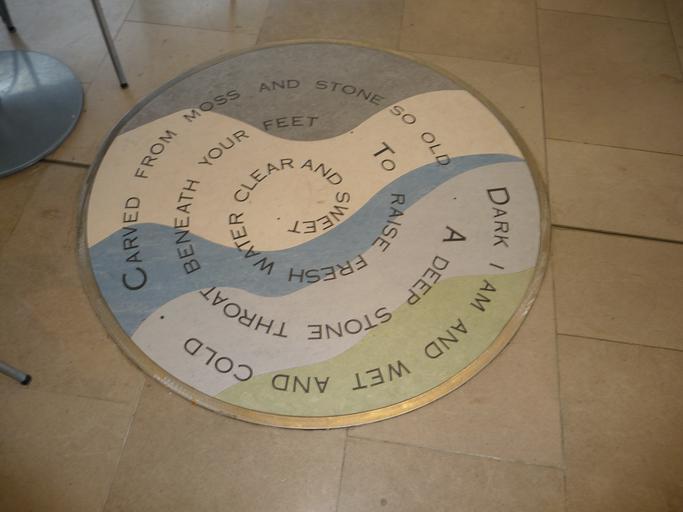 DARK I AM AND WET AND COLD
CARVED FROM MOSS AND STONE SO OLD
A DEEP STONE THROAT BENEATH YOUR FEET
TO RAISE FRESH WATER CLEAR AND SWEET